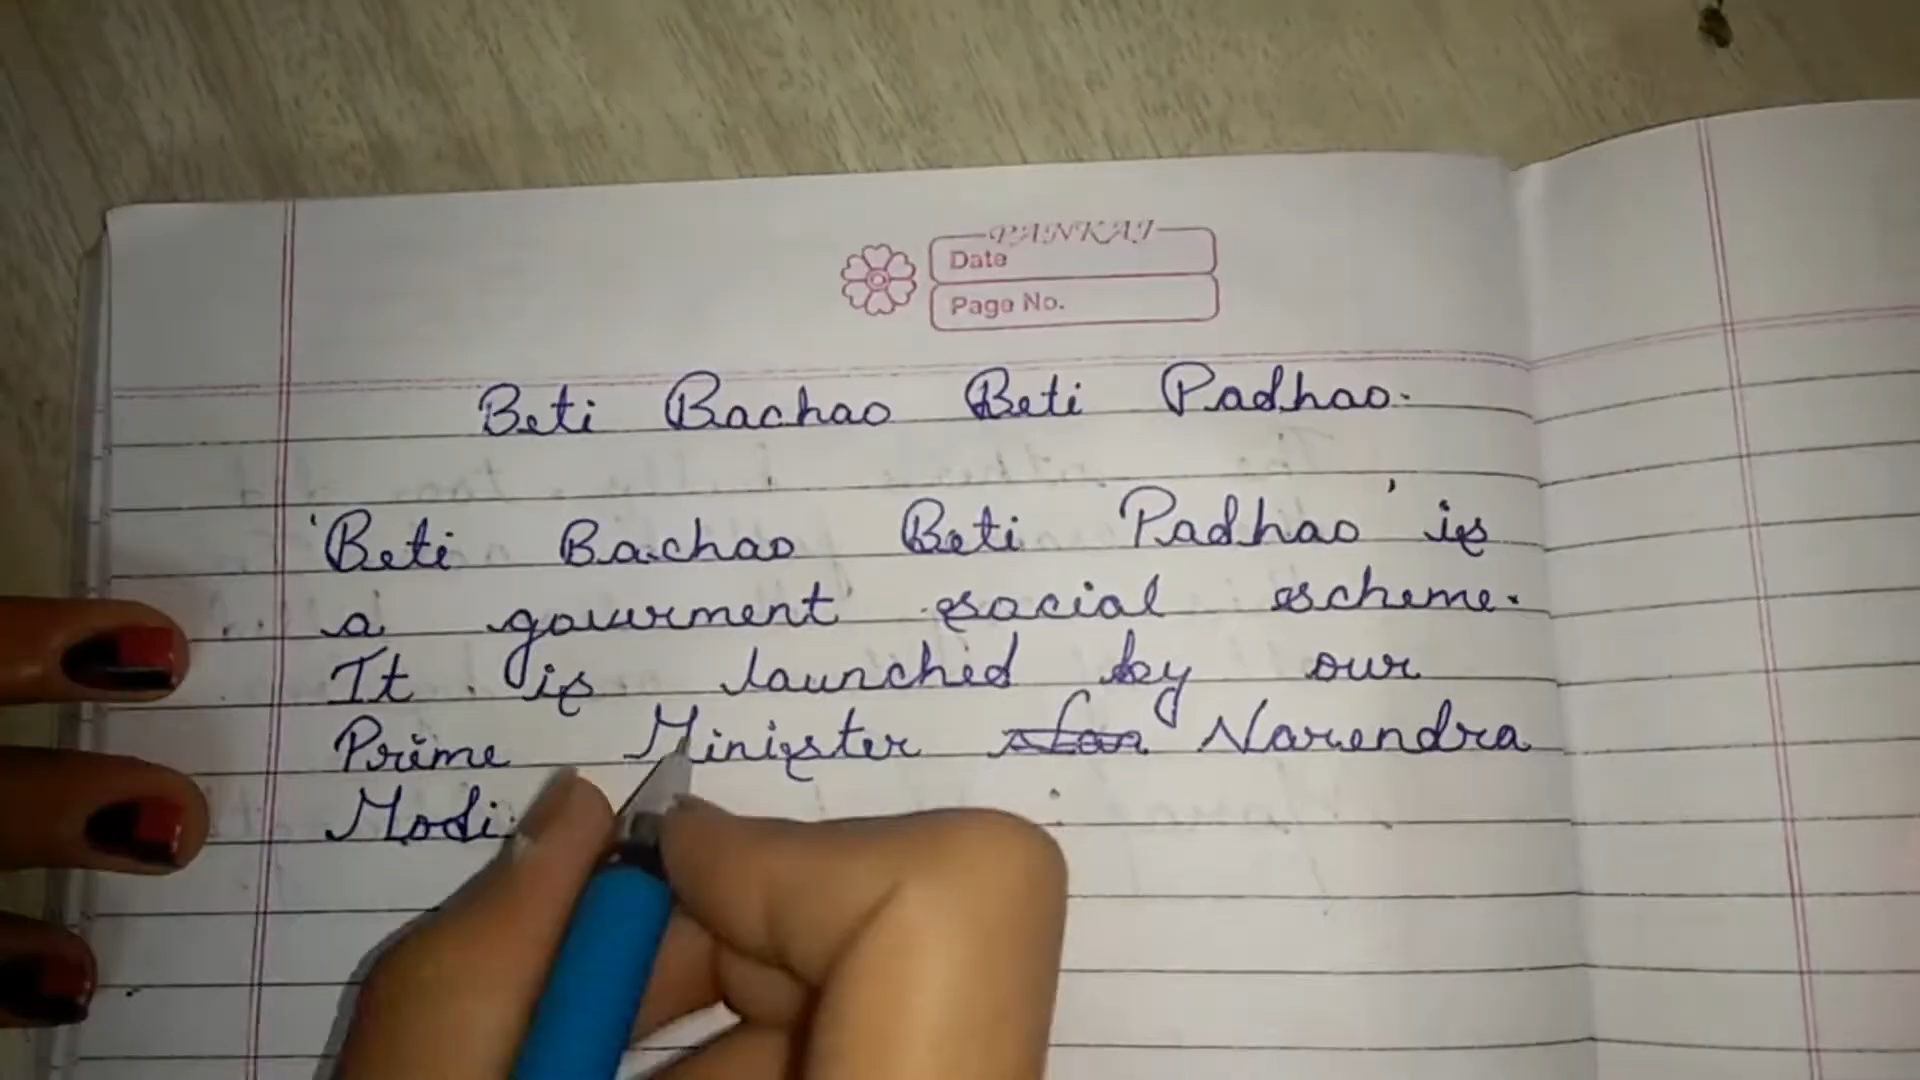 PANKAJ
Date
Page No.
Beti Bachao Beti Padhao.
'Beti Bachao Beti Padhao' is
a gouurment social scheme.
It is launched by our
Prime Minister Narendra
Modi